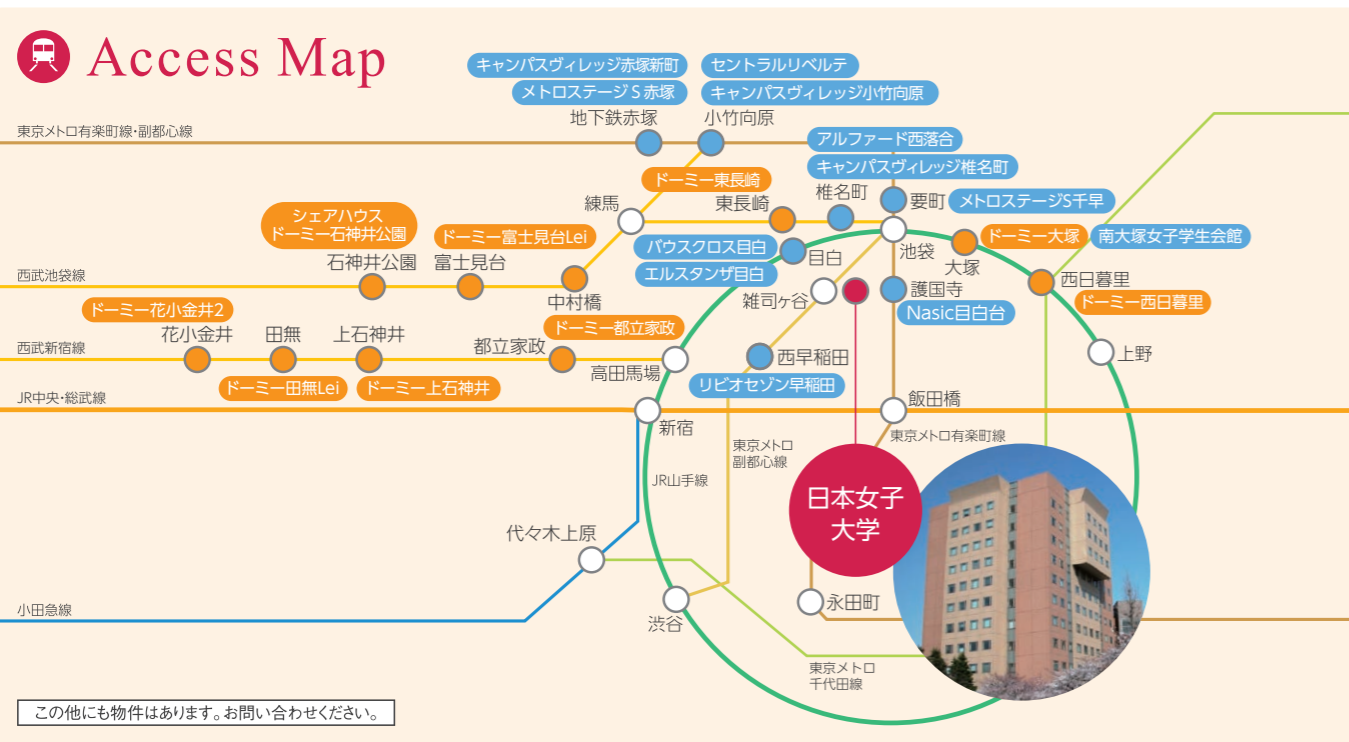 Access Map
キャンパスヴィレッジ赤塚新町
セントラルリベルテ
メトロステージS赤塚
キャンパスヴィレッジ小竹向原
地下鉄赤塚
小竹向原
東京メトロ有楽町線・副都心線
アルファード西落合
キャンパスヴィレッジ椎名町
ドーミー東長崎
練馬
東長崎
椎名町
要町
メトロステージS千早
シェアハウス
ドーミー石神井公園
ドーミー富士見台Lei
パウスクロス目白
目白
池袋
ドーミー大塚
南大塚女子学生会館
石神井公園
富士見台
エルスタンザ目白
大塚
西武池袋線
中村橋
雑司ヶ谷
護国寺
西日暮里
ドーミー花小金井2
Nasic目白台
ドーミー西日暮里
花小金井
田無
上石神井
都立家政
ドーミー都立家政
西武新宿線
高田馬場
西早稲田
上野
ドーミー田無Lei
ドーミー上石神井
リビオセゾン早稲田
JR中央・総武線
新宿
飯田橋
東京メトロ
副都心線
東京メトロ有楽町線
JR山手線
日本女子
大学
代々木上原
小田急線
渋谷
永田町
東京メトロ
千代田線
この他にも物件はあります。お問い合わせください。